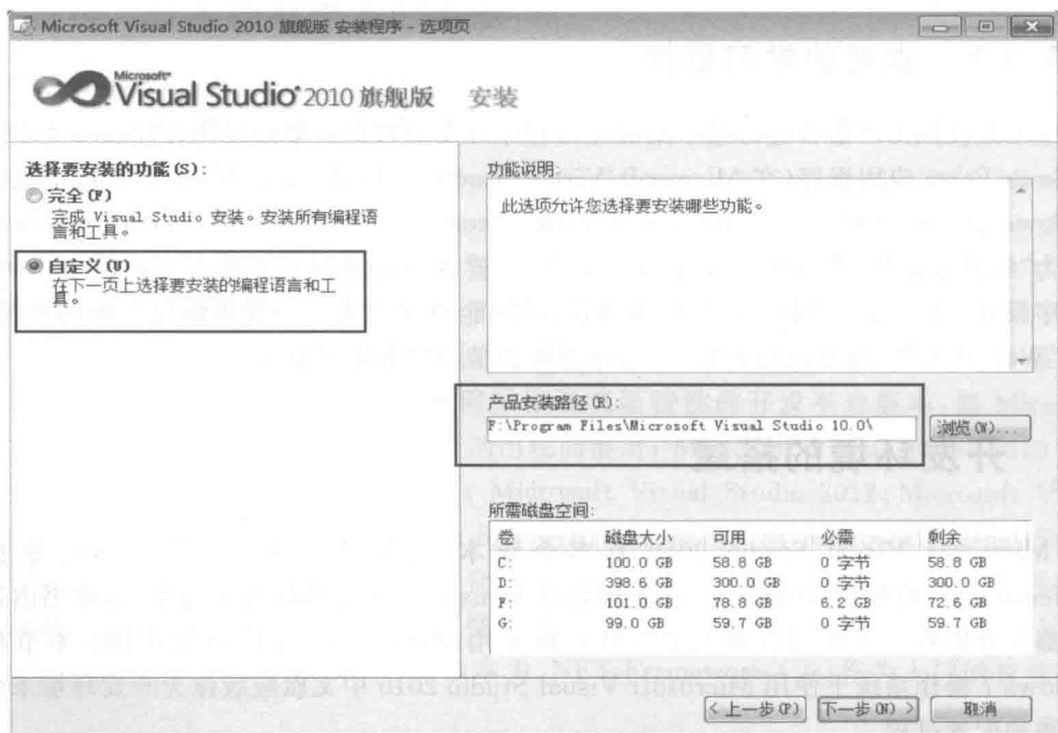 Microsoft Visual Studio 2010 旗舰版 安装程序 - 选项页
Microsoft®
Visual Studio® 2010 旗舰版 安装
选择要安装的功能(S):
完全(F)
完成 Visual Studio 安装。安装所有编程语
言和工具。
自定义(U)
在下一页上选择要安装的编程语言和工
具。
功能说明
此选项允许您选择要安装哪些功能。
产品安装路径(R):
F:\Program Files\Microsoft Visual Studio 10.0\
浏览(W)...
所需磁盘空间:
卷 磁盘大小 可用 必需 剩余
C: 100.0 GB 58.8 GB 0 字节 58.8 GB
D: 398.6 GB 300.0 GB 0 字节 300.0 GB
F: 101.0 GB 78.8 GB 6.2 GB 72.6 GB
G: 99.0 GB 59.7 GB 0 字节 59.7 GB
< 上一步(P) 下一步(N) > 取消